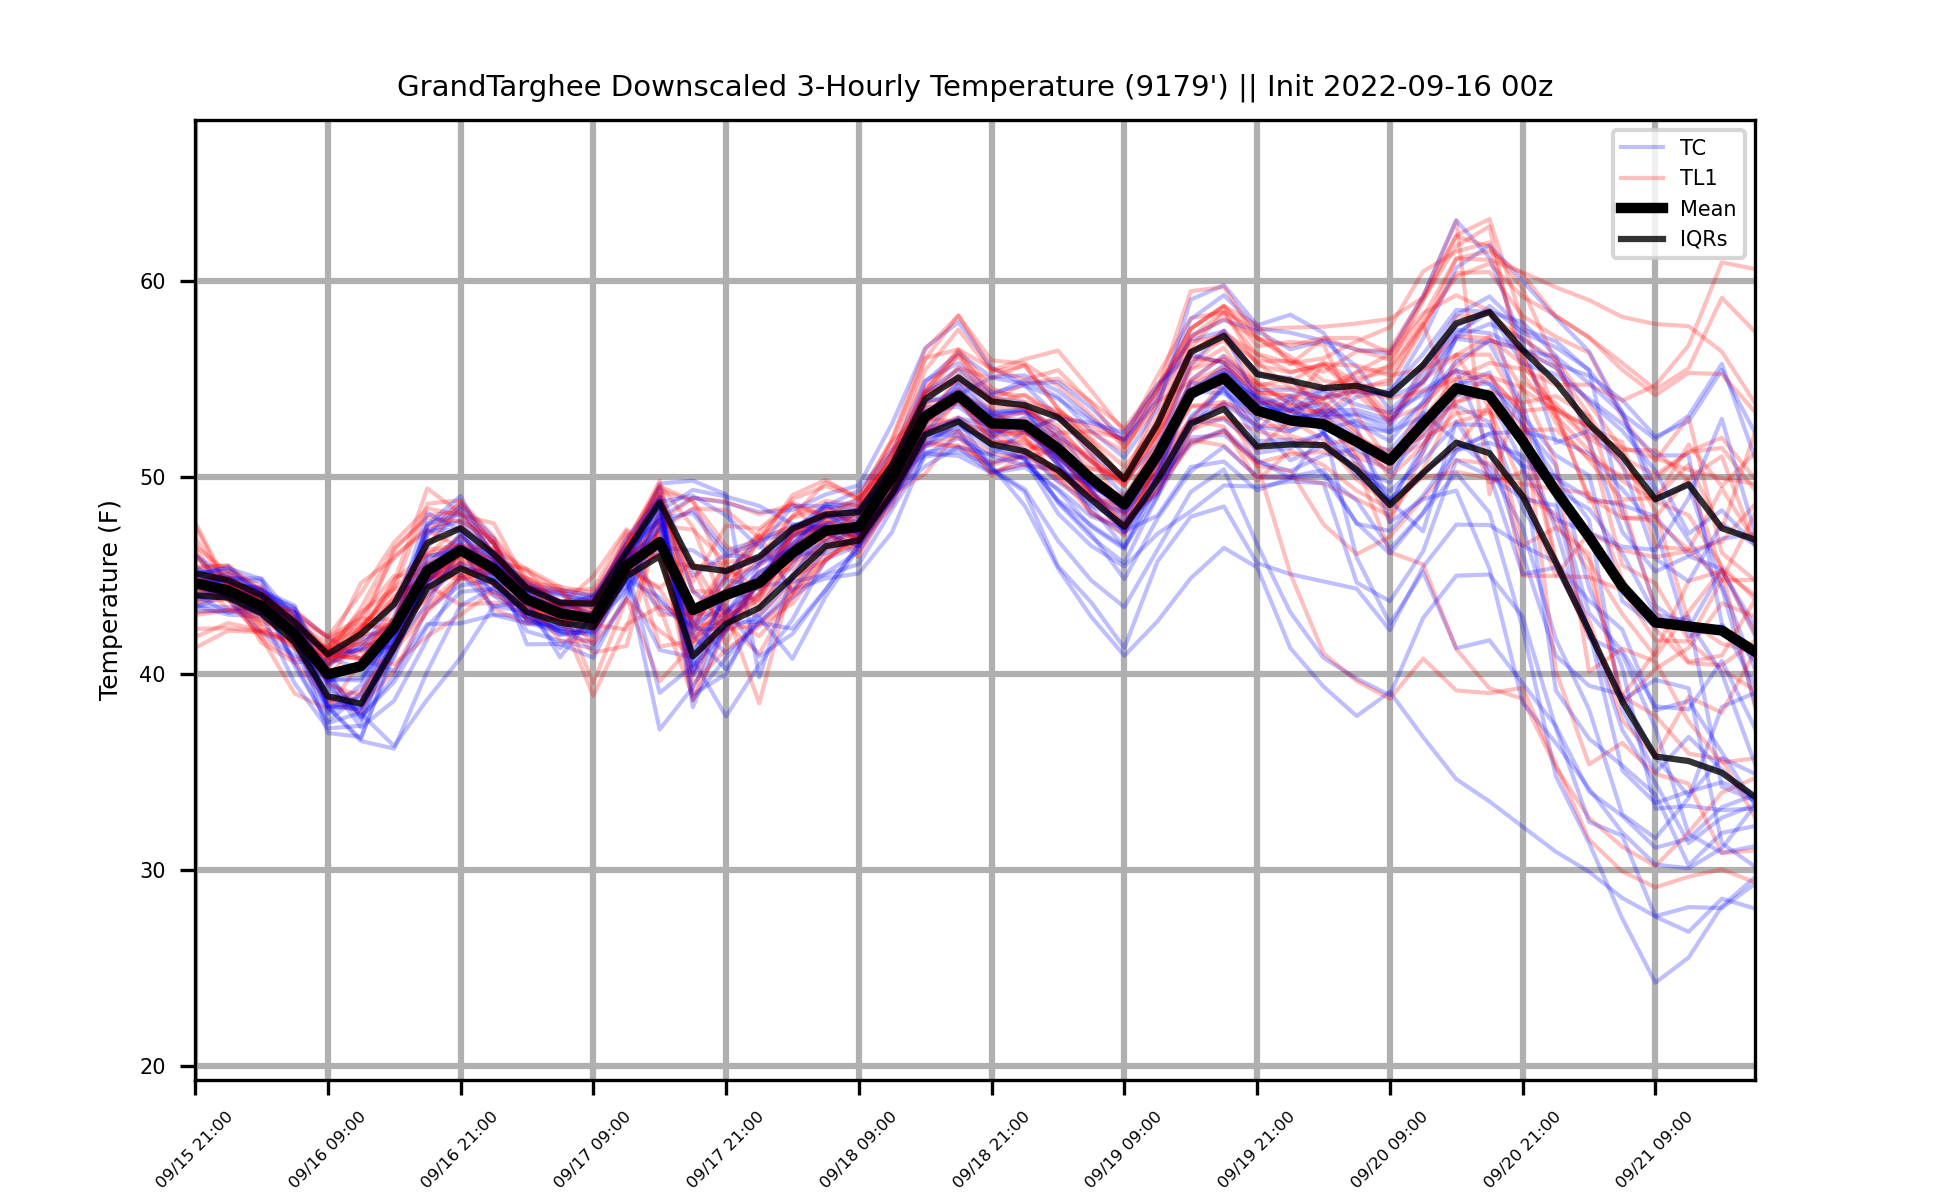 GrandTarghee Downscaled 3-Hourly Temperature (9179') || Init 2022-09-16 00z
TC
TL1
Mean
IQRs
Temperature (F)
60
50
40
30
20
09/15 21:00
09/16 09:00
09/16 21:00
09/17 09:00
09/17 21:00
09/18 09:00
09/18 21:00
09/19 09:00
09/19 21:00
09/20 09:00
09/20 21:00
09/21 09:00